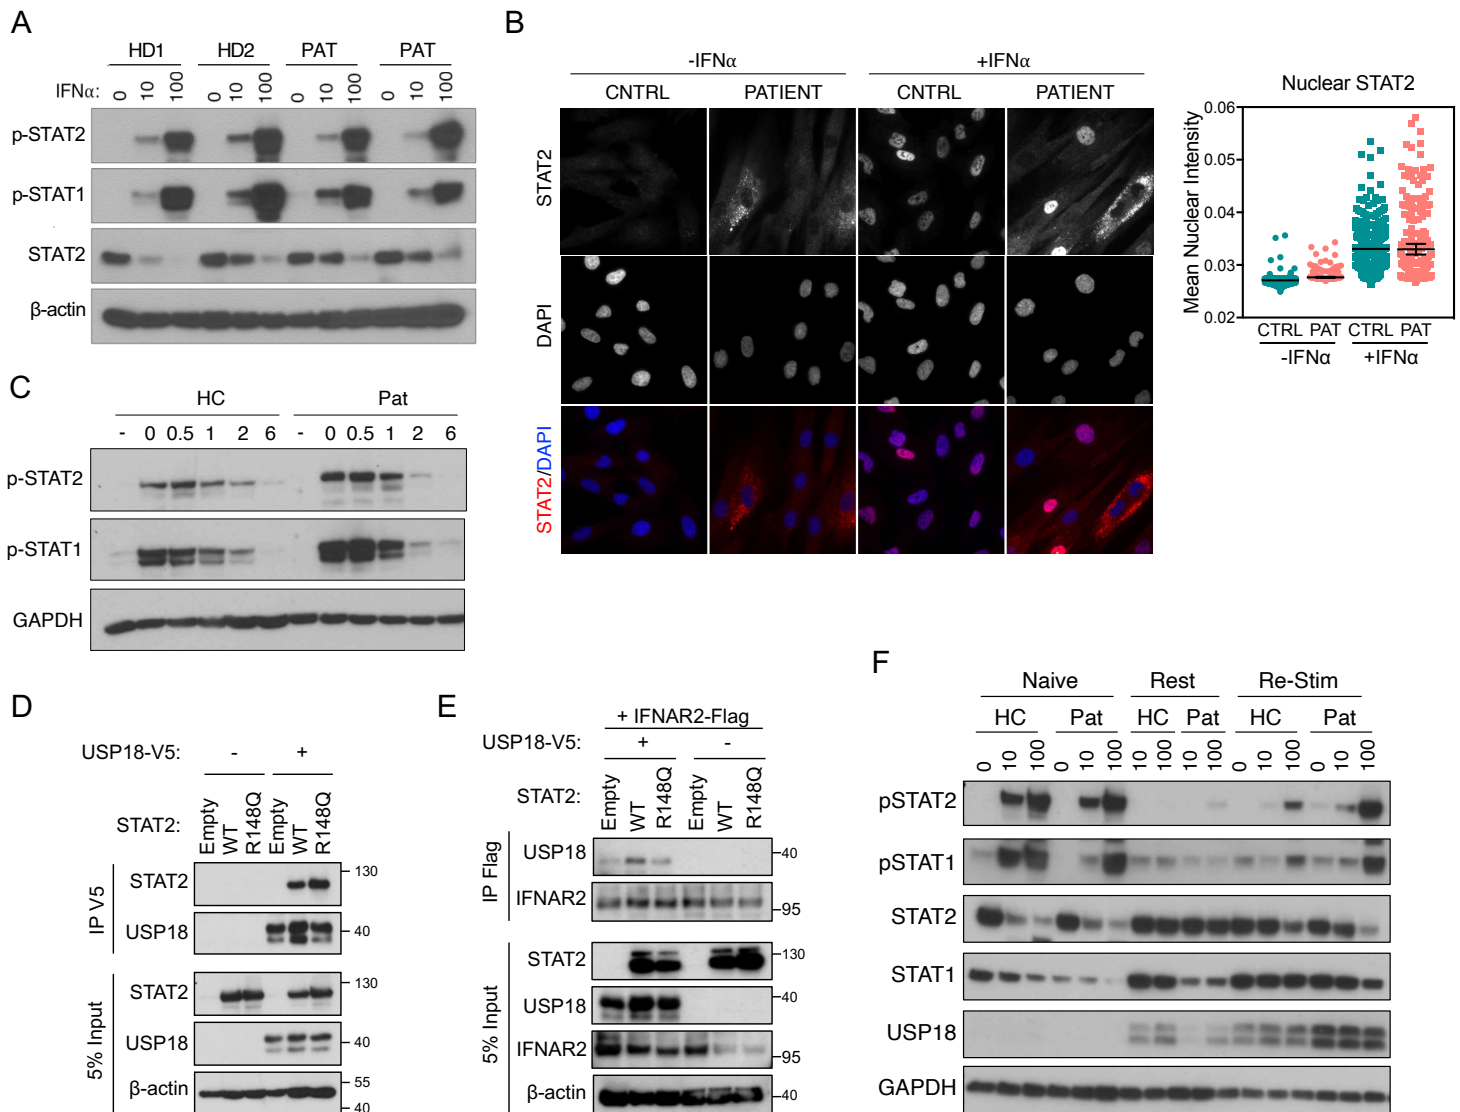 A
HD1 HD2 PAT PAT
IFNα: 0 10 100 0 10 100 0 10 100 0 10 100
p-STAT2
p-STAT1
STAT2
β-actin
B
-IFNα +IFNα
CNTRL PATIENT CNTRL PATIENT
STAT2
DAPI
STAT2/DAPI
Nuclear STAT2
Mean Nuclear Intensity
0.06
0.05
0.04
0.03
0.02
CTRL PAT CTRL PAT
-IFNα +IFNα
C
HC Pat
- 0 0.5 1 2 6 - 0 0.5 1 2 6
p-STAT2
p-STAT1
GAPDH
D
USP18-V5: - +
STAT2: Empty WT R148Q Empty WT R148Q
IP V5
STAT2 130
USP18 40
5% Input
STAT2 130
USP18 40
β-actin 55
40
E
+ IFNAR2-Flag
USP18-V5: + -
STAT2: Empty WT R148Q Empty WT R148Q
IP Flag
USP18 40
IFNAR2 95
5% Input
STAT2 130
USP18 40
IFNAR2 95
β-actin 40
F
Naive Rest Re-Stim
HC Pat HC Pat HC Pat
0 10 100 0 10 100 10 100 10 100 0 10 100 0 10 100
pSTAT2
pSTAT1
STAT2
STAT1
USP18
GAPDH